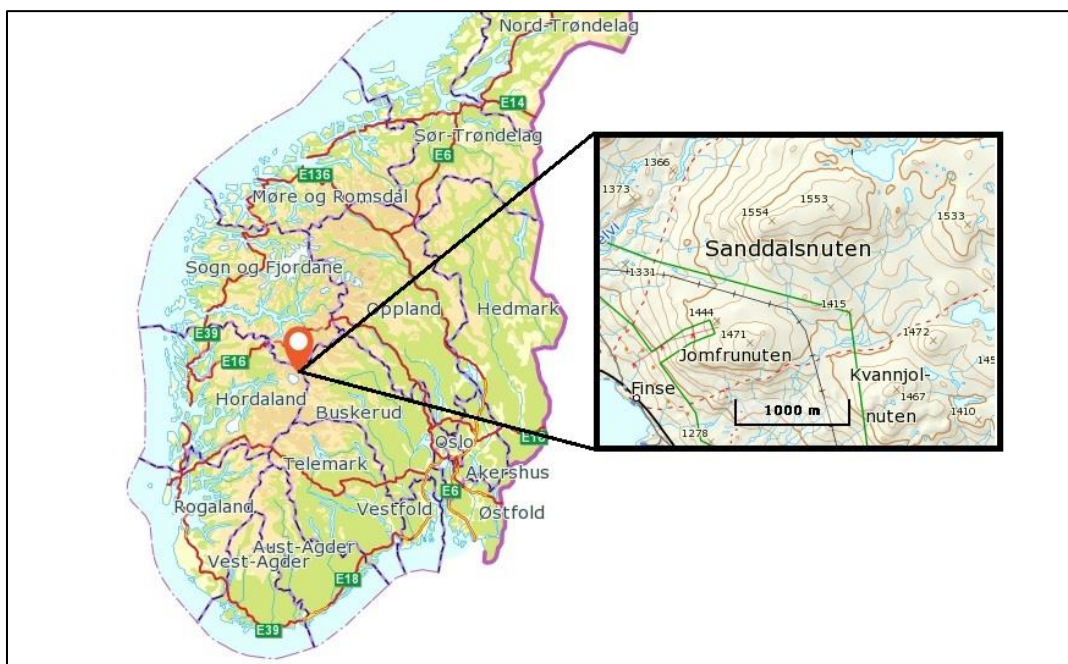 Nord-Trøndelag
E14
Sør-Trøndelag
E6
E136
Møre og Romsdal
Sogn og Fjordane
Oppland
Hedmark
E39
E16
Hordaland
Buskerud
Oslo
Telemark
Akershus
E6
Rogaland
Vestfold
Østfold
Aust-Agder
Vest-Agder
E18
E39
1366
1373
1554
1553
1533
Sanddalsnuten
1331
1415
1444
1471
1472
Jomfrunuten
Kvannjol-
nuten
Finse
1467
1410
1000 m
1278